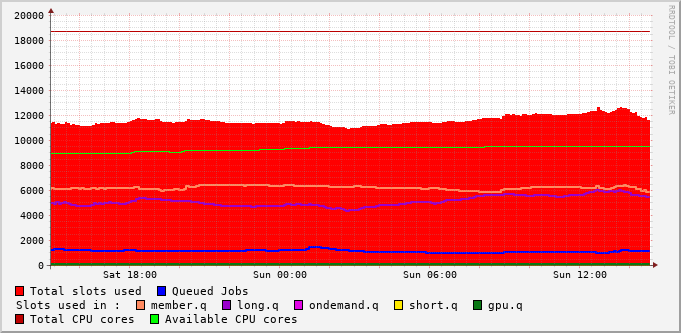 20000
18000
16000
14000
12000
10000
8000
6000
4000
2000
0
Sat 18:00 Sun 00:00 Sun 06:00 Sun 12:00
RRDTOOL / TOBI OETIKER
Total slots used Queued Jobs
Slots used in : member.q long.q ondemand.q short.q gpu.q
Total CPU cores Available CPU cores